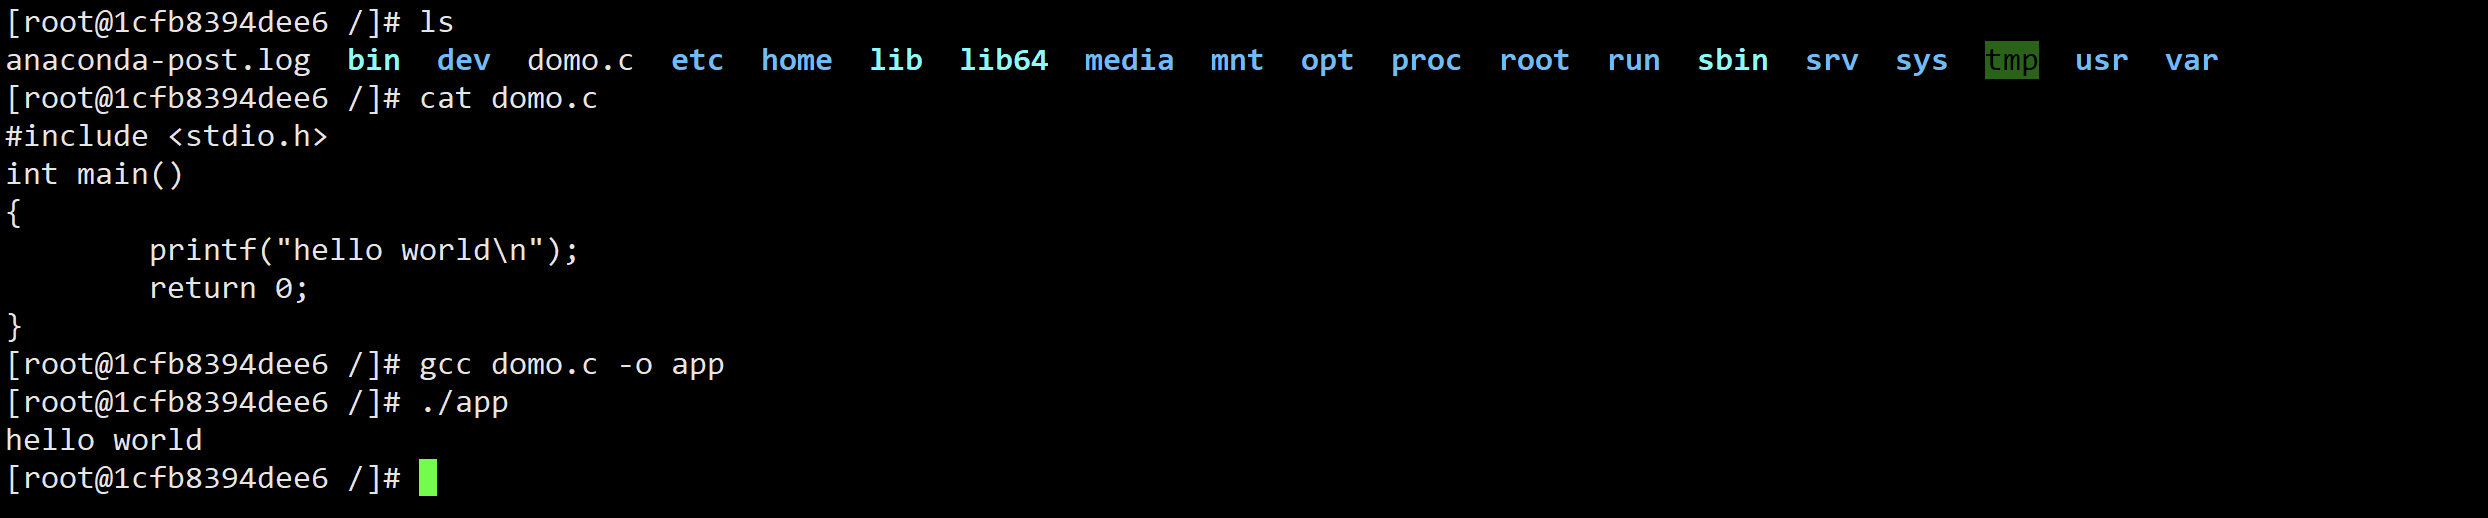 [root@1cfb8394dee6 /]# ls
anaconda-post.log  bin  dev  domo.c  etc  home  lib  lib64  media  mnt  opt  proc  root  run  sbin  srv  sys  tmp  usr  var
[root@1cfb8394dee6 /]# cat domo.c
#include <stdio.h>
int main()
{
        printf("hello world\n");
        return 0;
}
[root@1cfb8394dee6 /]# gcc domo.c -o app
[root@1cfb8394dee6 /]# ./app
hello world
[root@1cfb8394dee6 /]#